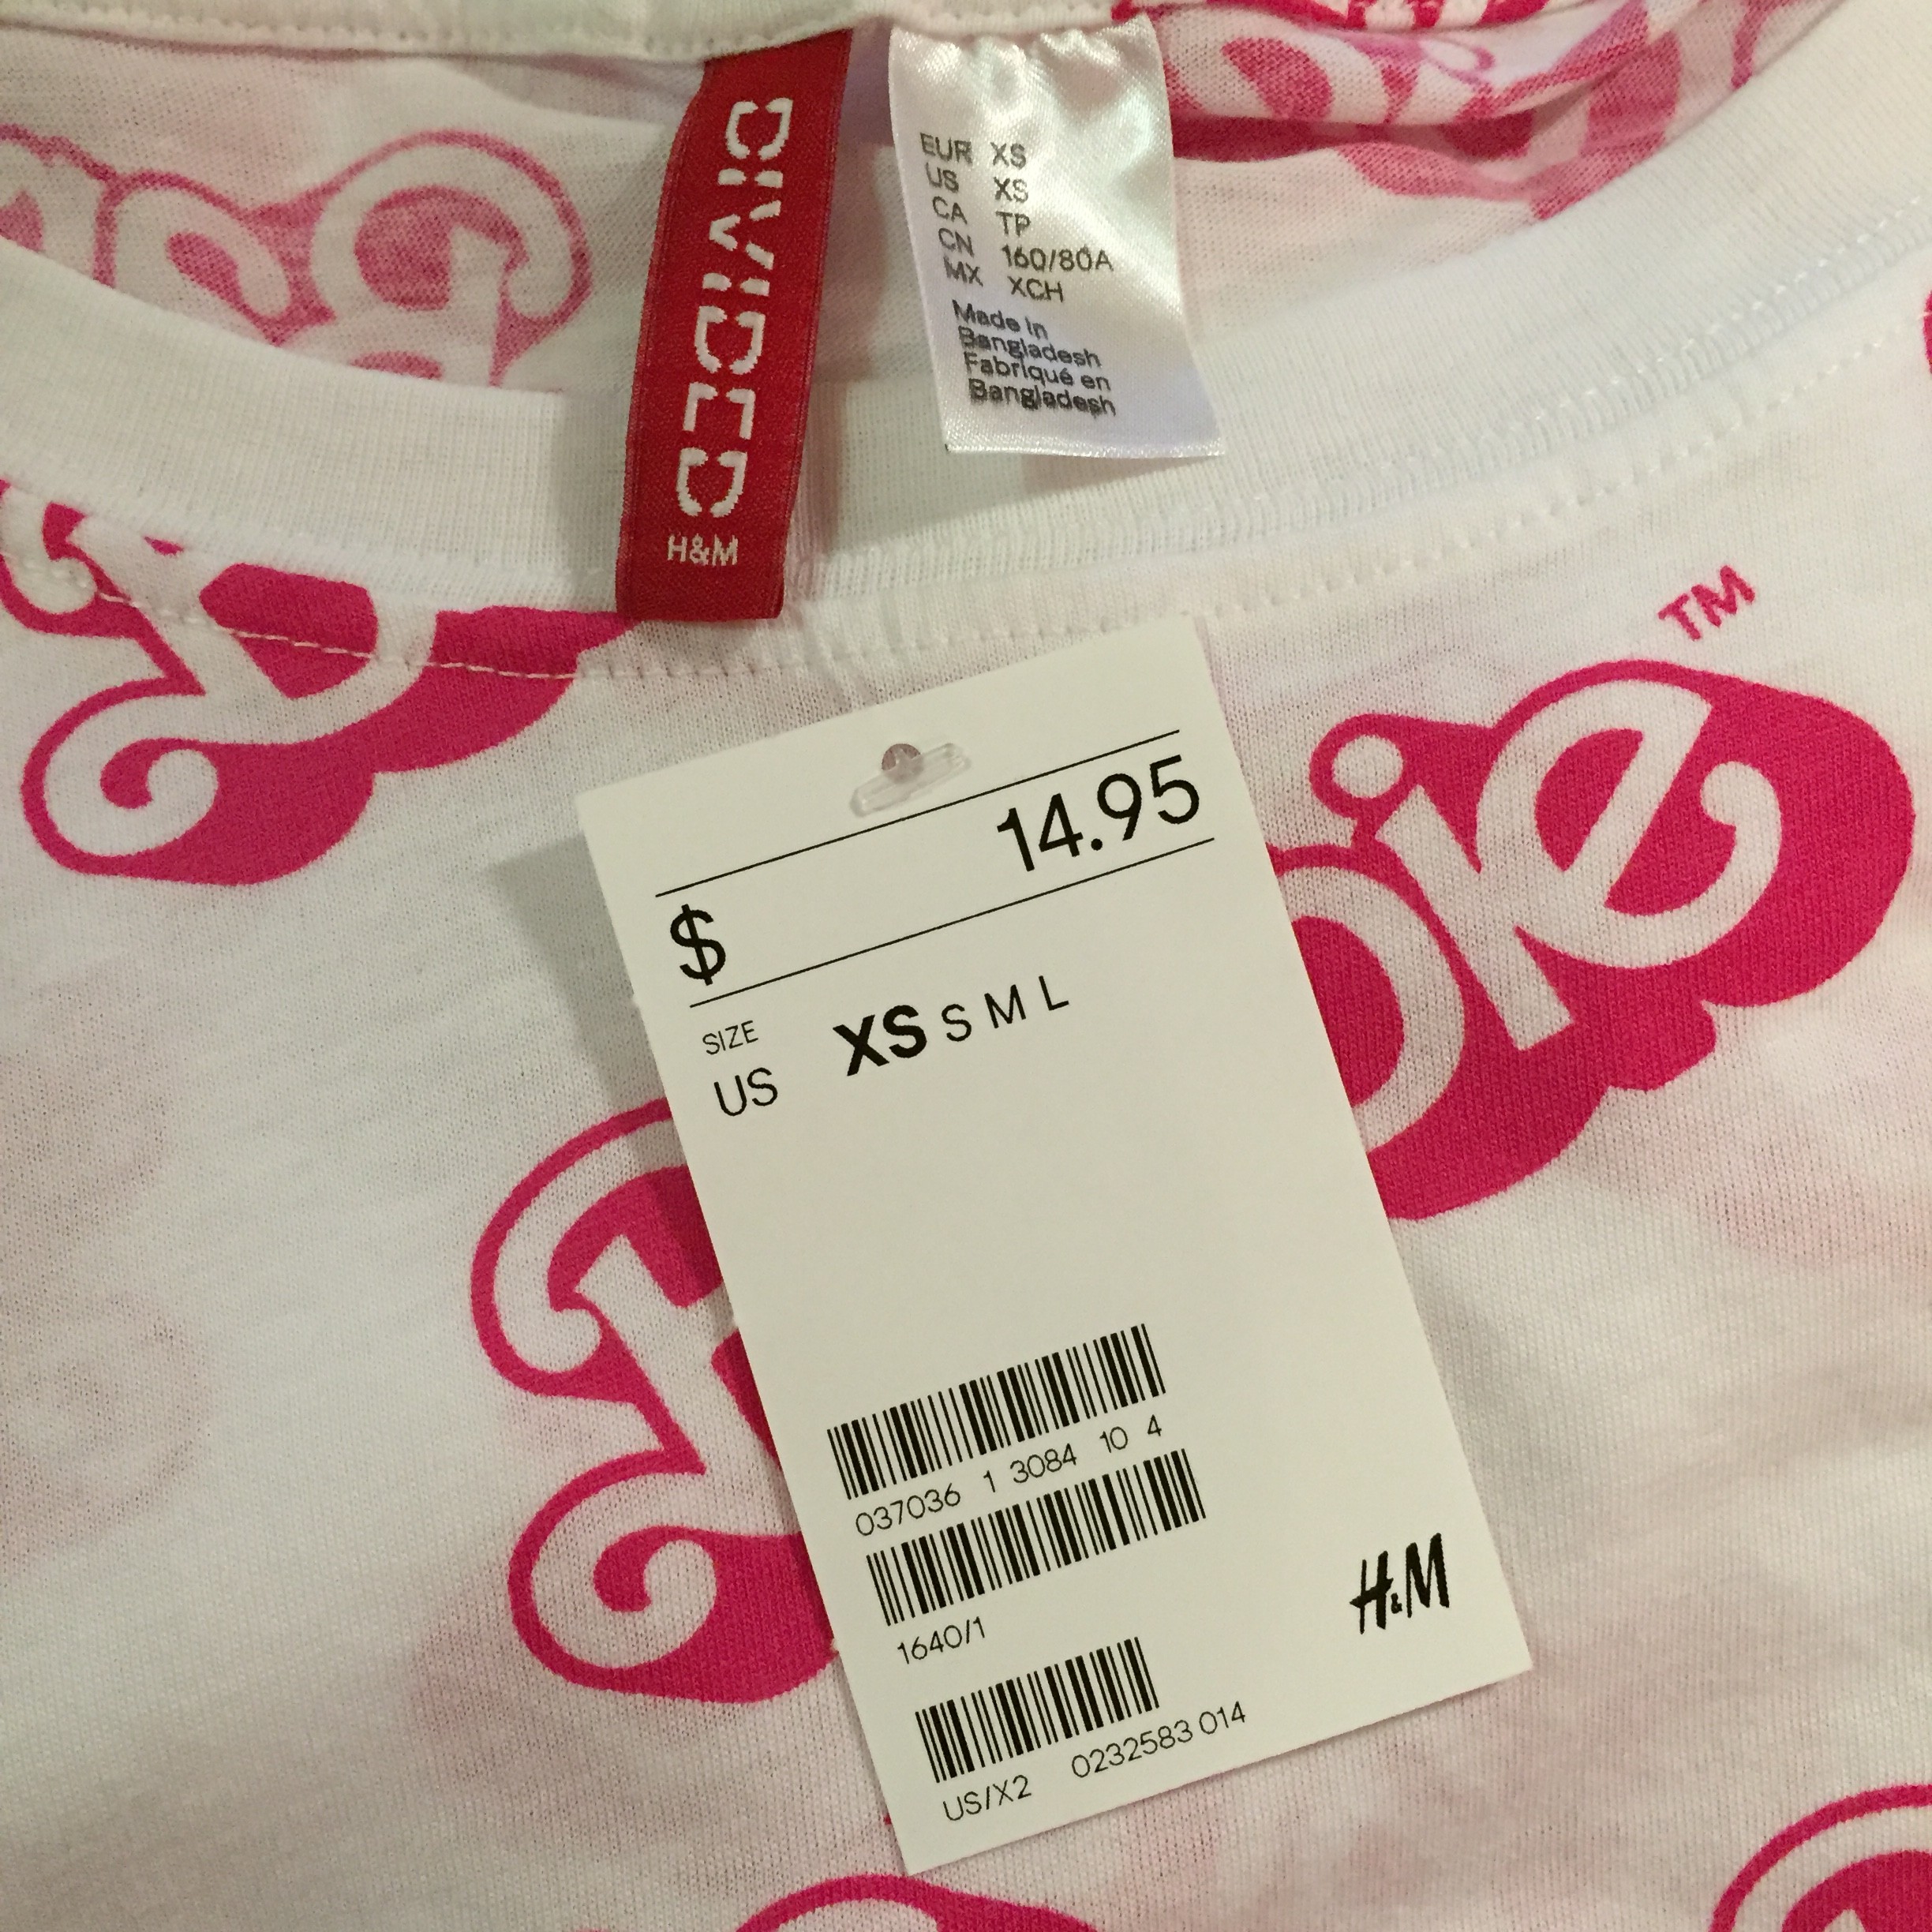 DIVIDED
H&M
EUR XS
US XS
CA TP
CN 160/80A
MX XCH
Made in
Bangladesh
Fabriqué en
Bangladesh
TM
$ 14.95
SIZE
US XS S M L
037036 1 3084 10 4
1640/1
H&M
US/X2 0232583 014